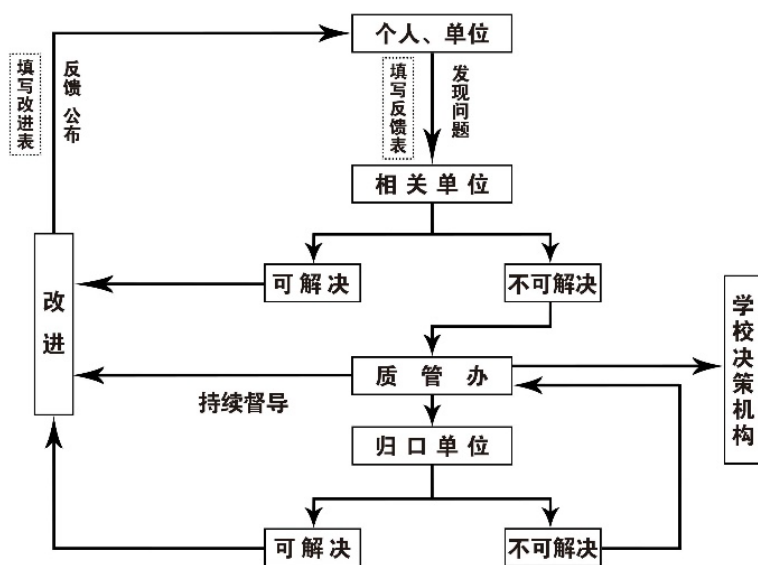 个人、单位
填写改进表
反馈 公布
填写反馈表
发现问题
相关单位
可解决
不可解决
改进
学校决策机构
质管办
持续督导
归口单位
可解决
不可解决